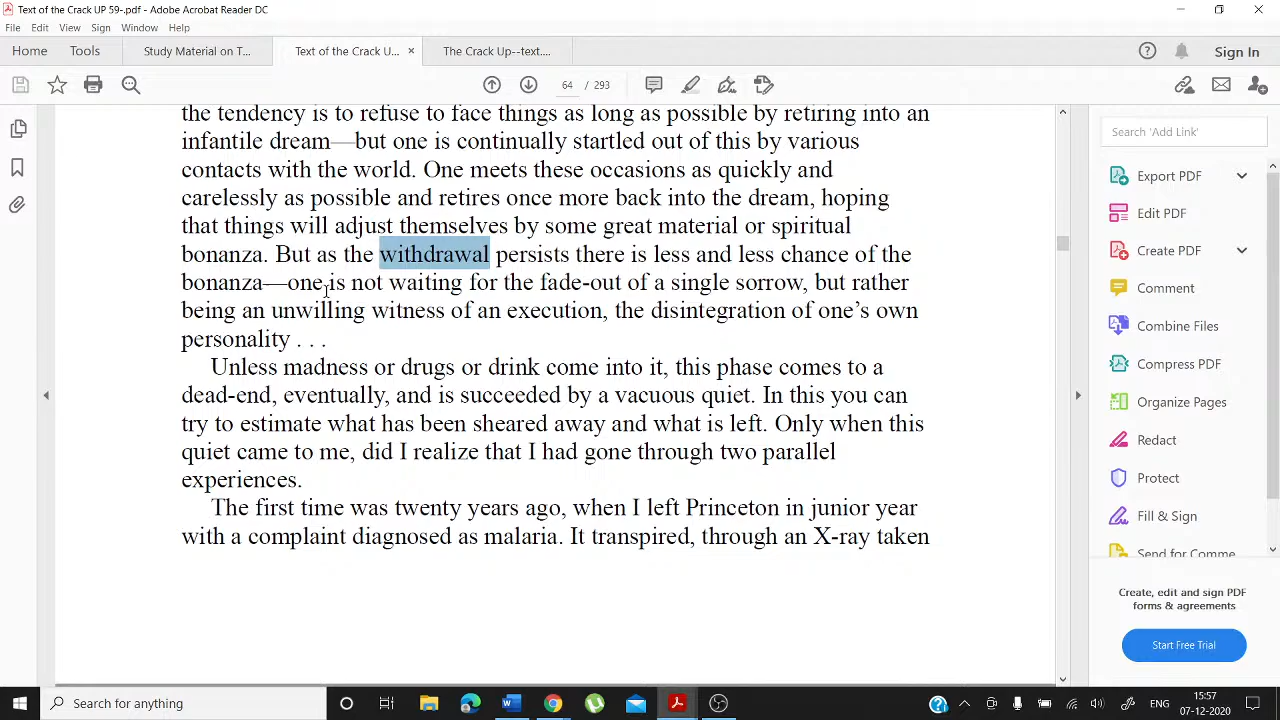 Text of the Crack UP 59-.pdf - Adobe Acrobat Reader DC
File Edit View Sign Window Help
Home Tools Study Material on T... Text of the Crack U... The Crack Up--text.... Sign In
64 / 293
the tendency is to refuse to face things as long as possible by retiring into an
infantile dream—but one is continually startled out of this by various
contacts with the world. One meets these occasions as quickly and
carelessly as possible and retires once more back into the dream, hoping
that things will adjust themselves by some great material or spiritual
bonanza. But as the withdrawal persists there is less and less chance of the
bonanza—one is not waiting for the fade-out of a single sorrow, but rather
being an unwilling witness of an execution, the disintegration of one’s own
personality . . .
Unless madness or drugs or drink come into it, this phase comes to a
dead-end, eventually, and is succeeded by a vacuous quiet. In this you can
try to estimate what has been sheared away and what is left. Only when this
quiet came to me, did I realize that I had gone through two parallel
experiences.
The first time was twenty years ago, when I left Princeton in junior year
with a complaint diagnosed as malaria. It transpired, through an X-ray taken
Search 'Add Link'
Export PDF
Edit PDF
Create PDF
Comment
Combine Files
Compress PDF
Organize Pages
Redact
Protect
Fill & Sign
Send for Comme
Create, edit and sign PDF
forms & agreements
Start Free Trial
Search for anything
ENG
15:57
07-12-2020